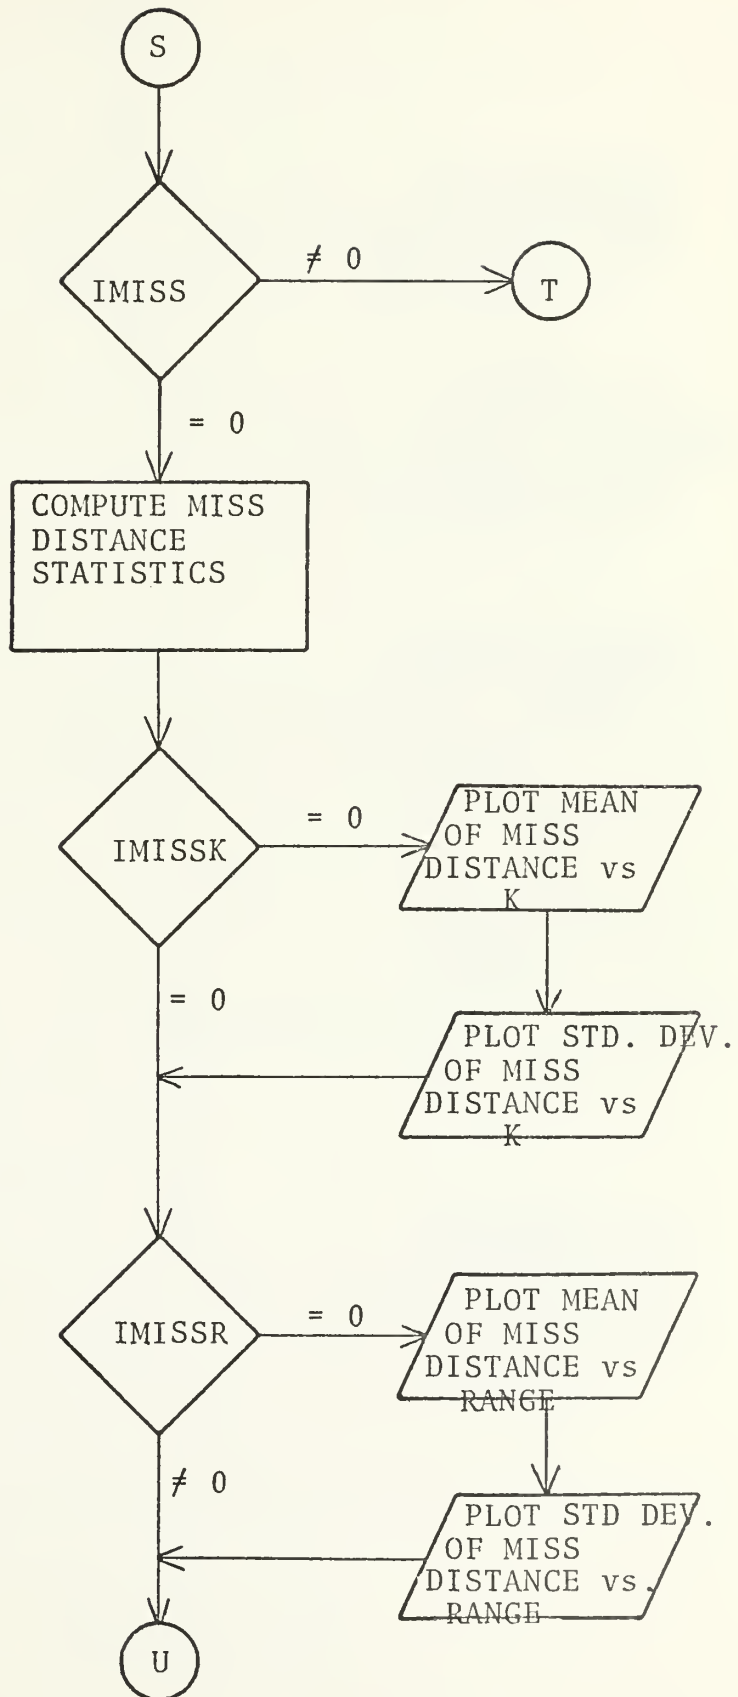 S
≠ 0
IMISS
T
= 0
COMPUTE MISS
DISTANCE
STATISTICS
= 0
IMISSK
PLOT MEAN
OF MISS
DISTANCE vs
K
= 0
PLOT STD. DEV.
OF MISS
DISTANCE vs
K
= 0
IMISSR
PLOT MEAN
OF MISS
DISTANCE vs
RANGE
≠ 0
PLOT STD DEV.
OF MISS
DISTANCE vs.
RANGE
U